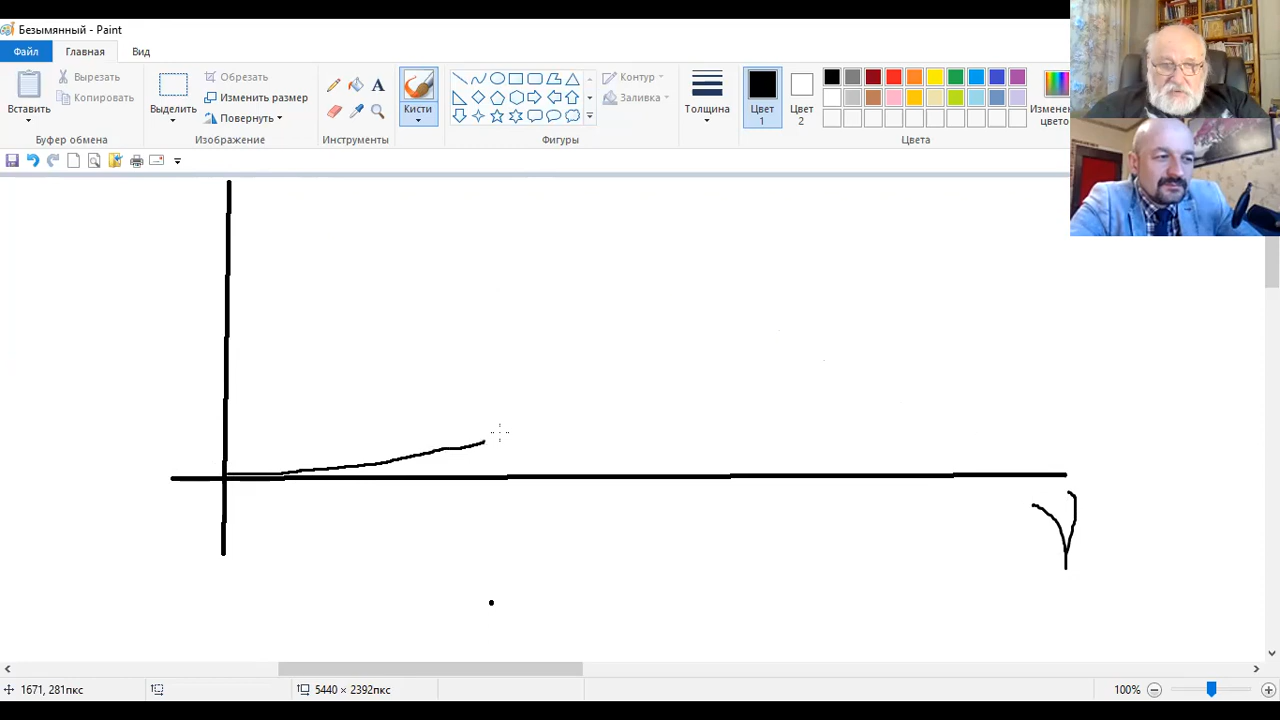 Безымянный - Paint
Файл Главная Вид
Вставить
Вырезать
Копировать
Буфер обмена
Выделить
Обрезать
Изменить размер
Повернуть
Изображение
A
Инструменты
Кисти
Фигуры
Контур
Заливка
Толщина
Цвет 1
Цвет 2
Цвета
γ
1671, 281пкс
5440 × 2392пкс
100%